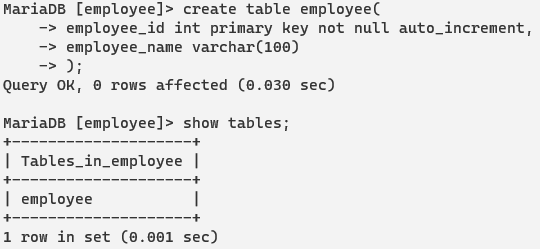 MariaDB [employee]> create table employee(
    -> employee_id int primary key not null auto_increment,
    -> employee_name varchar(100)
    -> );
Query OK, 0 rows affected (0.030 sec)

MariaDB [employee]> show tables;
+--------------------+
| Tables_in_employee |
+--------------------+
| employee           |
+--------------------+
1 row in set (0.001 sec)